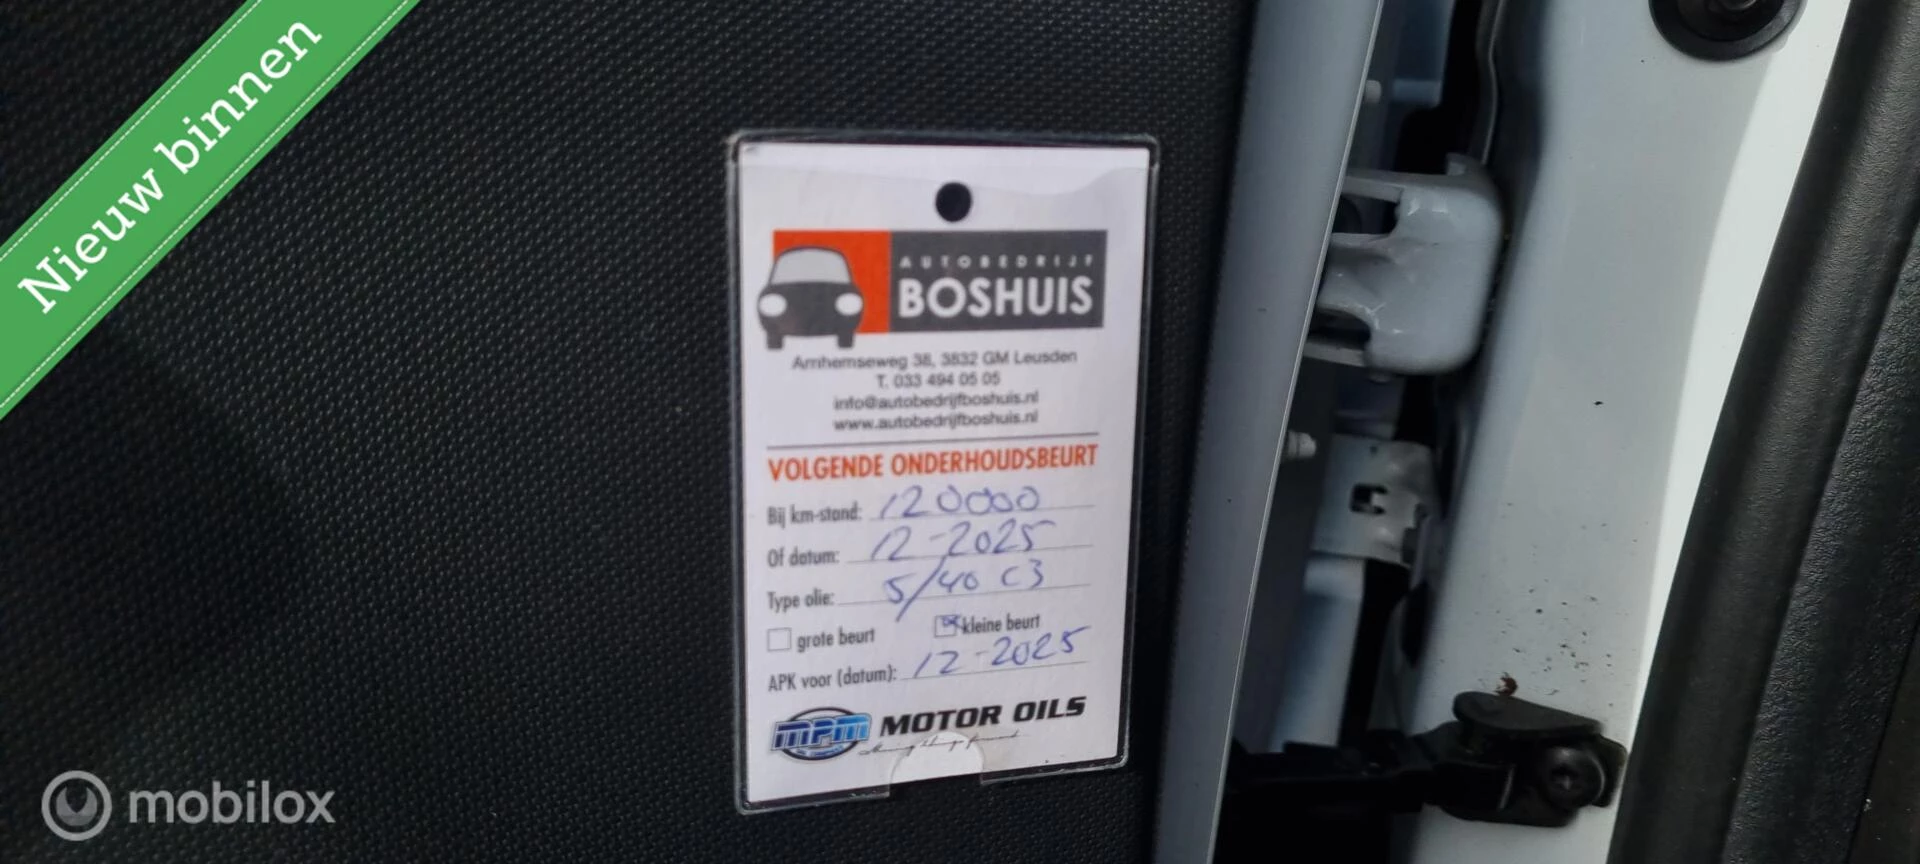 Nieuw binnen
AUTOBEDRIJF
BOSHUIS
Arnhemseweg 38, 3832 GM Leusden
T. 033 494 05 05
info@autobedrijfboshuis.nl
www.autobedrijfboshuis.nl
VOLGENDE ONDERHOUDSBEURT
Bij km-stand: 120000
Of datum: 12-2025
Type olie: 5/40 C3
grote beurt kleine beurt
APK voor (datum): 12-2025
MPM MOTOR OILS
mobilox